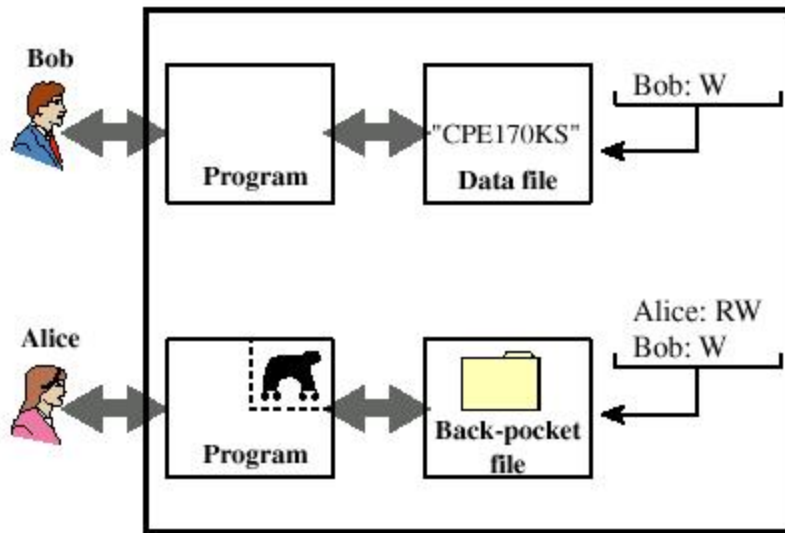 Bob
Program
"CPE170KS"
Data file
Bob: W
Alice
Program
Back-pocket
file
Alice: RW
Bob: W